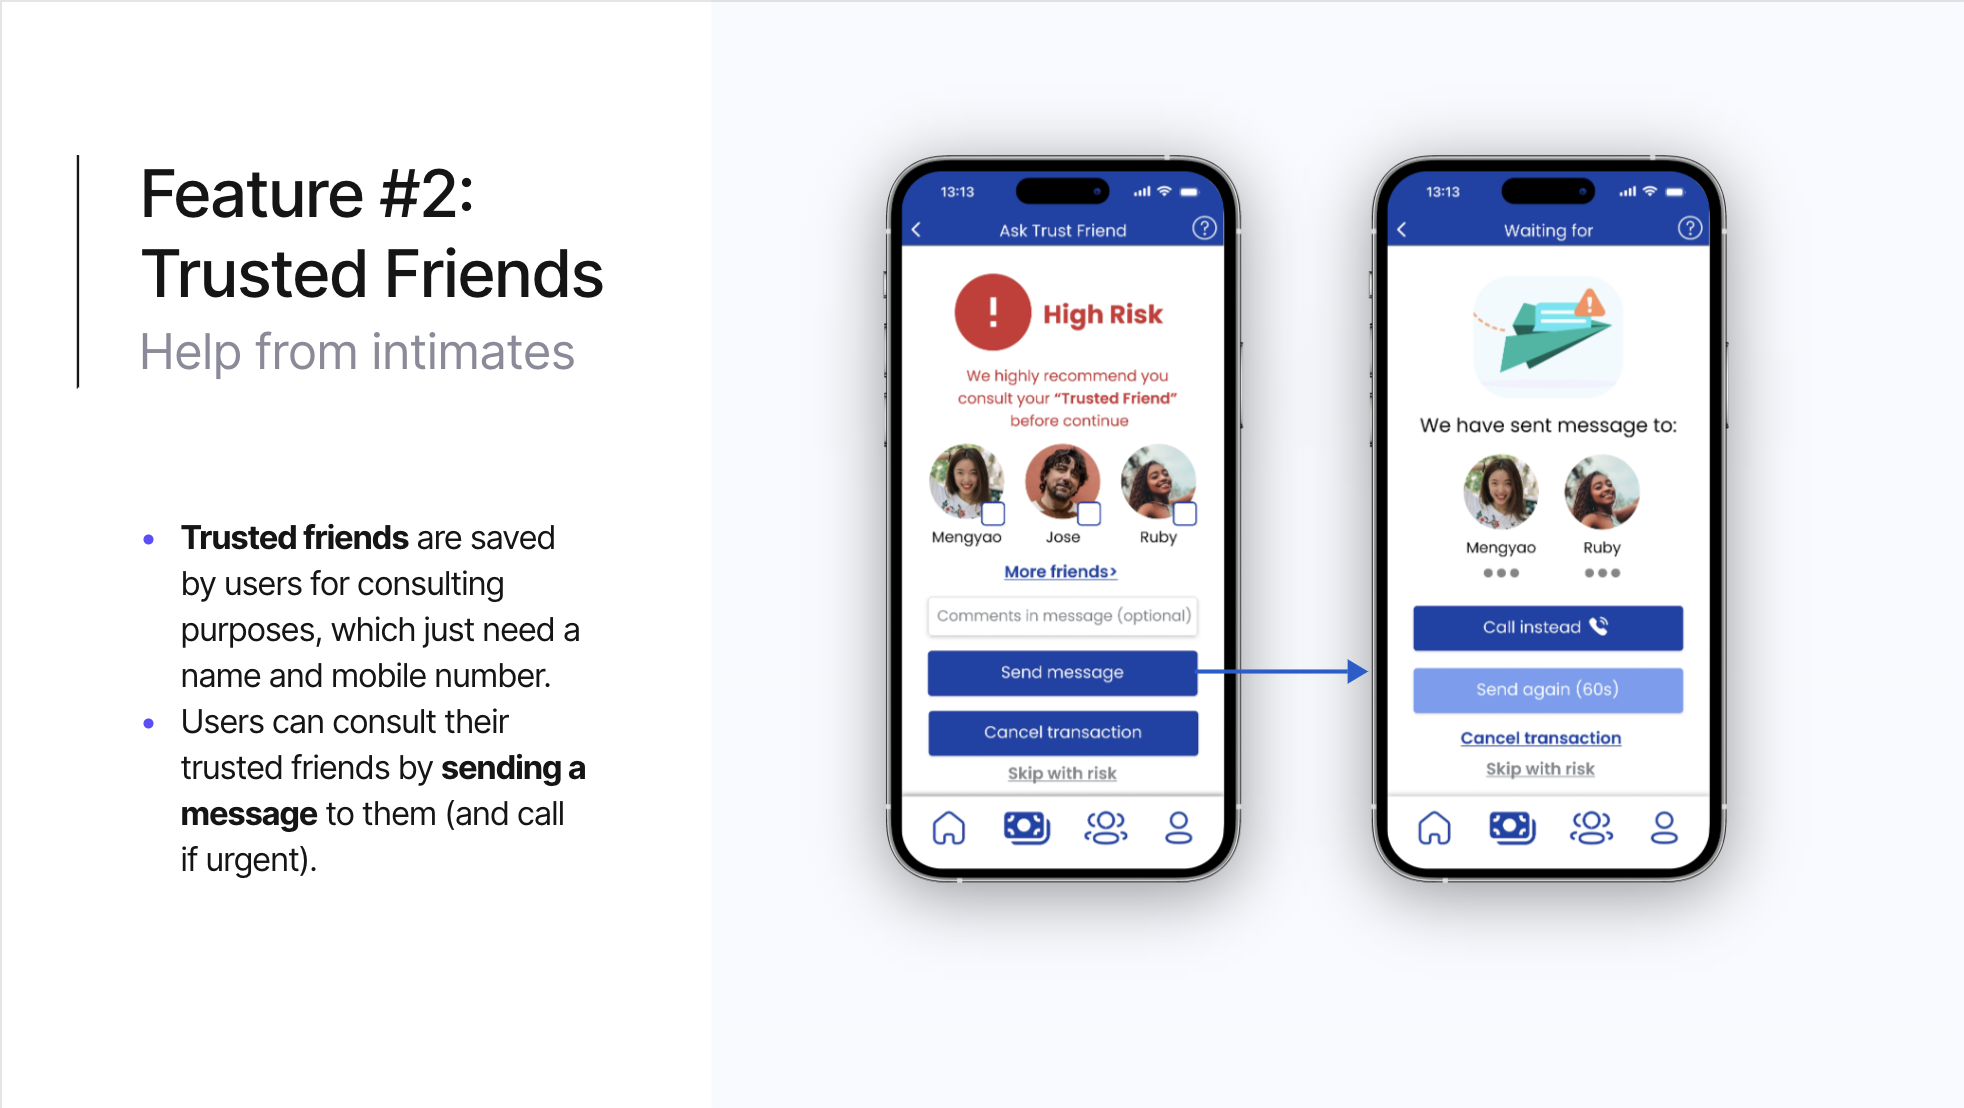 Feature #2:
Trusted Friends
Help from intimates
• Trusted friends are saved
by users for consulting
purposes, which just need a
name and mobile number.
• Users can consult their
trusted friends by sending a
message to them (and call
if urgent).
13:13
Ask Trust Friend
?
!
High Risk
We highly recommend you
consult your “Trusted Friend”
before continue
Mengyao Jose Ruby
More friends>
Comments in message (optional)
Send message
Cancel transaction
Skip with risk
13:13
Waiting for
?
!
We have sent message to:
Mengyao Ruby
Call instead
Send again (60s)
Cancel transaction
Skip with risk